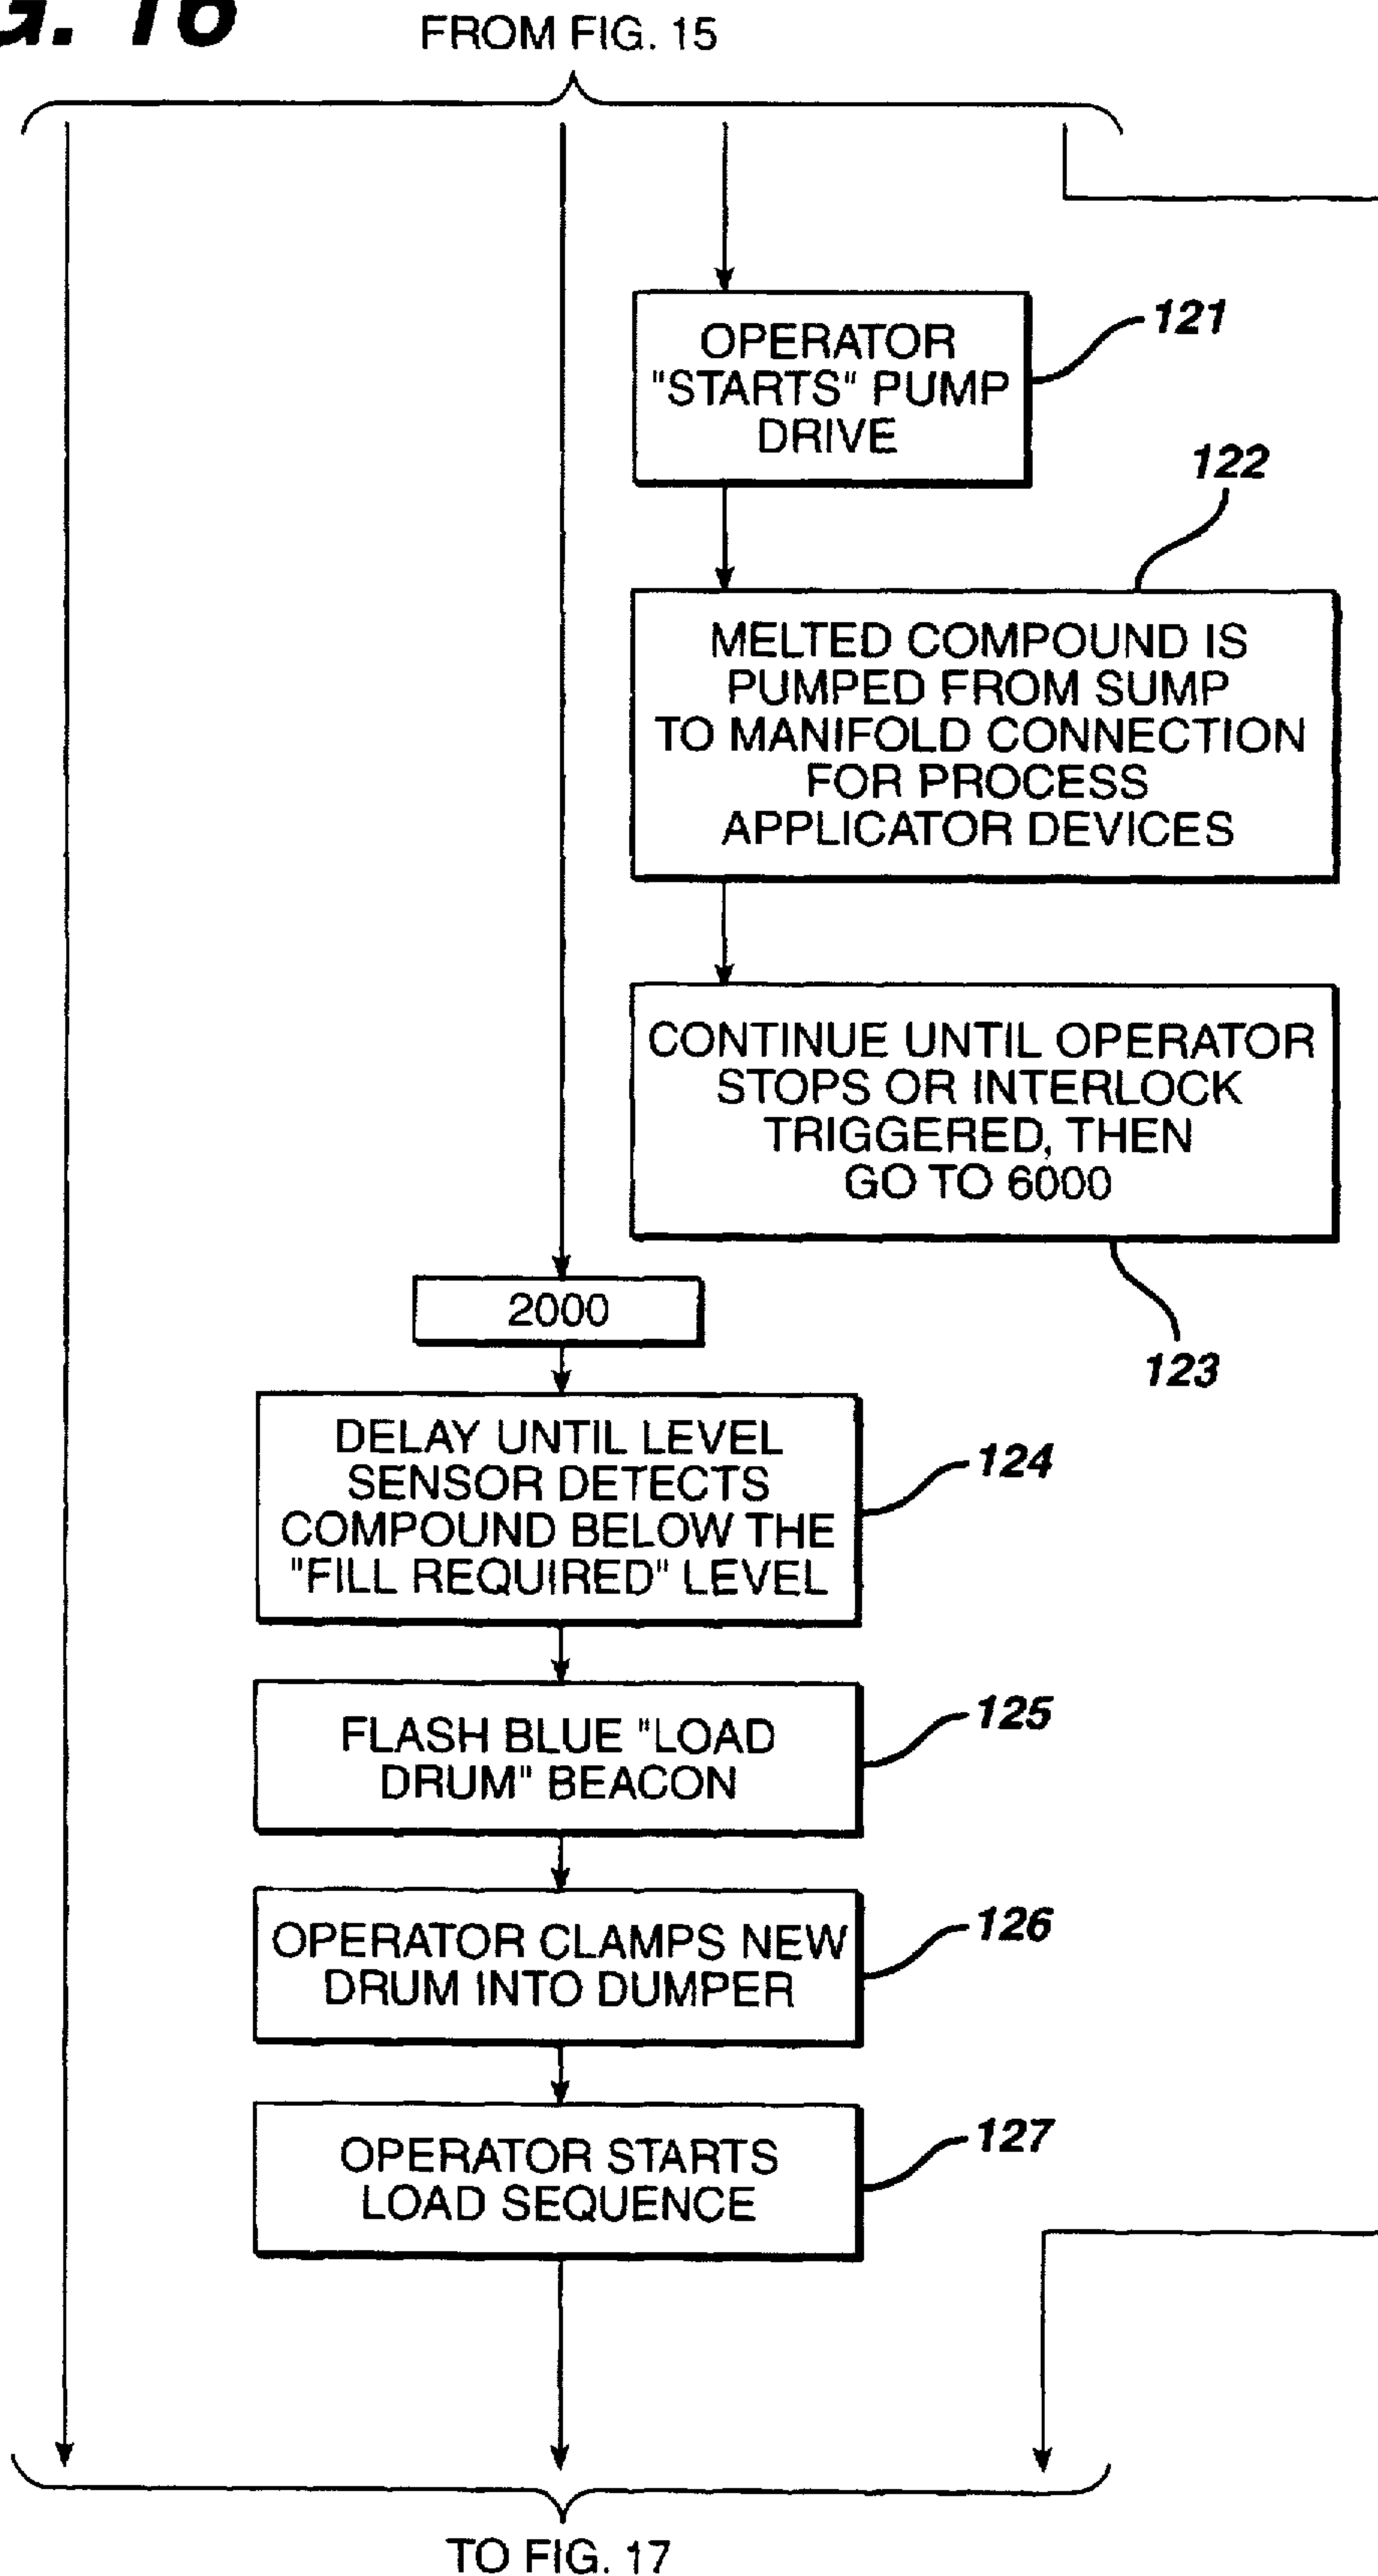 G. 16
FROM FIG. 15
OPERATOR
"STARTS" PUMP
DRIVE
121
122
MELTED COMPOUND IS
PUMPED FROM SUMP
TO MANIFOLD CONNECTION
FOR PROCESS
APPLICATOR DEVICES
CONTINUE UNTIL OPERATOR
STOPS OR INTERLOCK
TRIGGERED, THEN
GO TO 6000
123
2000
DELAY UNTIL LEVEL
SENSOR DETECTS
COMPOUND BELOW THE
"FILL REQUIRED" LEVEL
124
FLASH BLUE "LOAD
DRUM" BEACON
125
OPERATOR CLAMPS NEW
DRUM INTO DUMPER
126
OPERATOR STARTS
LOAD SEQUENCE
127
TO FIG. 17